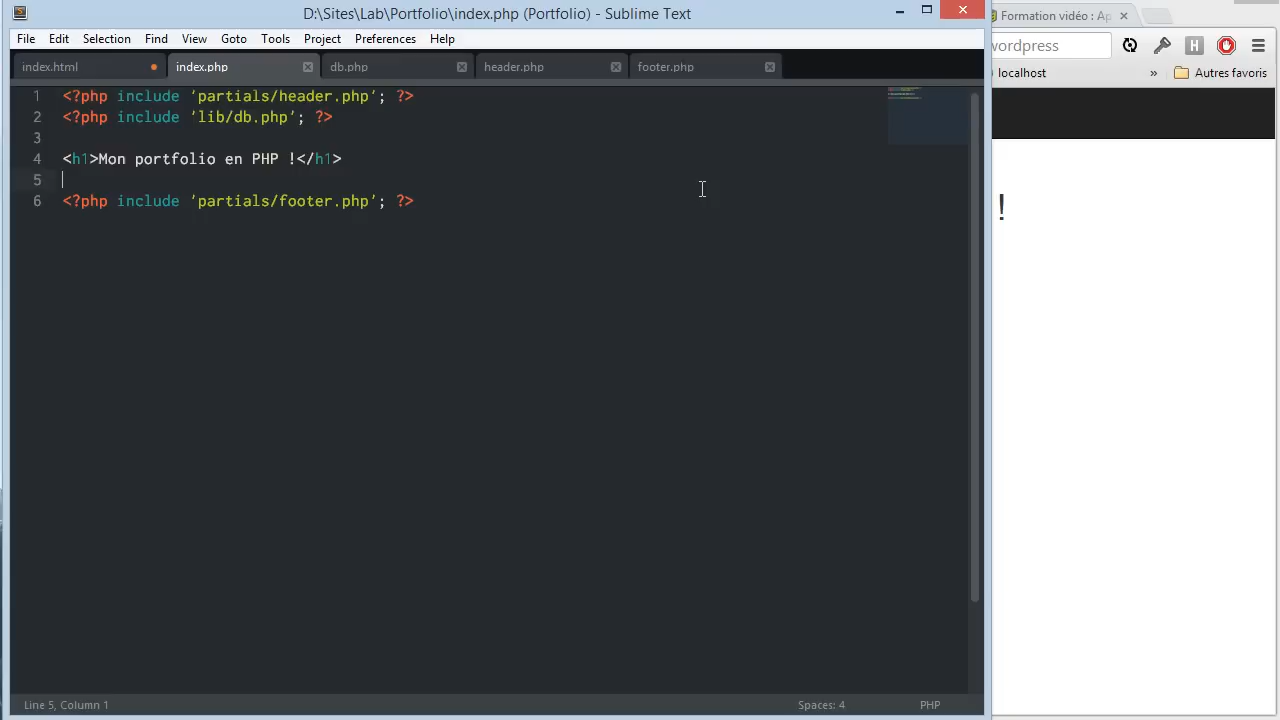 D:\Sites\Lab\Portfolio\index.php (Portfolio) - Sublime Text
File Edit Selection Find View Goto Tools Project Preferences Help
index.html index.php db.php header.php footer.php
1 <?php include 'partials/header.php'; ?>
2 <?php include 'lib/db.php'; ?>
3
4 <h1>Mon portfolio en PHP !</h1>
5
6 <?php include 'partials/footer.php'; ?>
Line 5, Column 1 Spaces: 4 PHP
Formation vidéo : Ap
wordpress H
localhost » Autres favoris
!